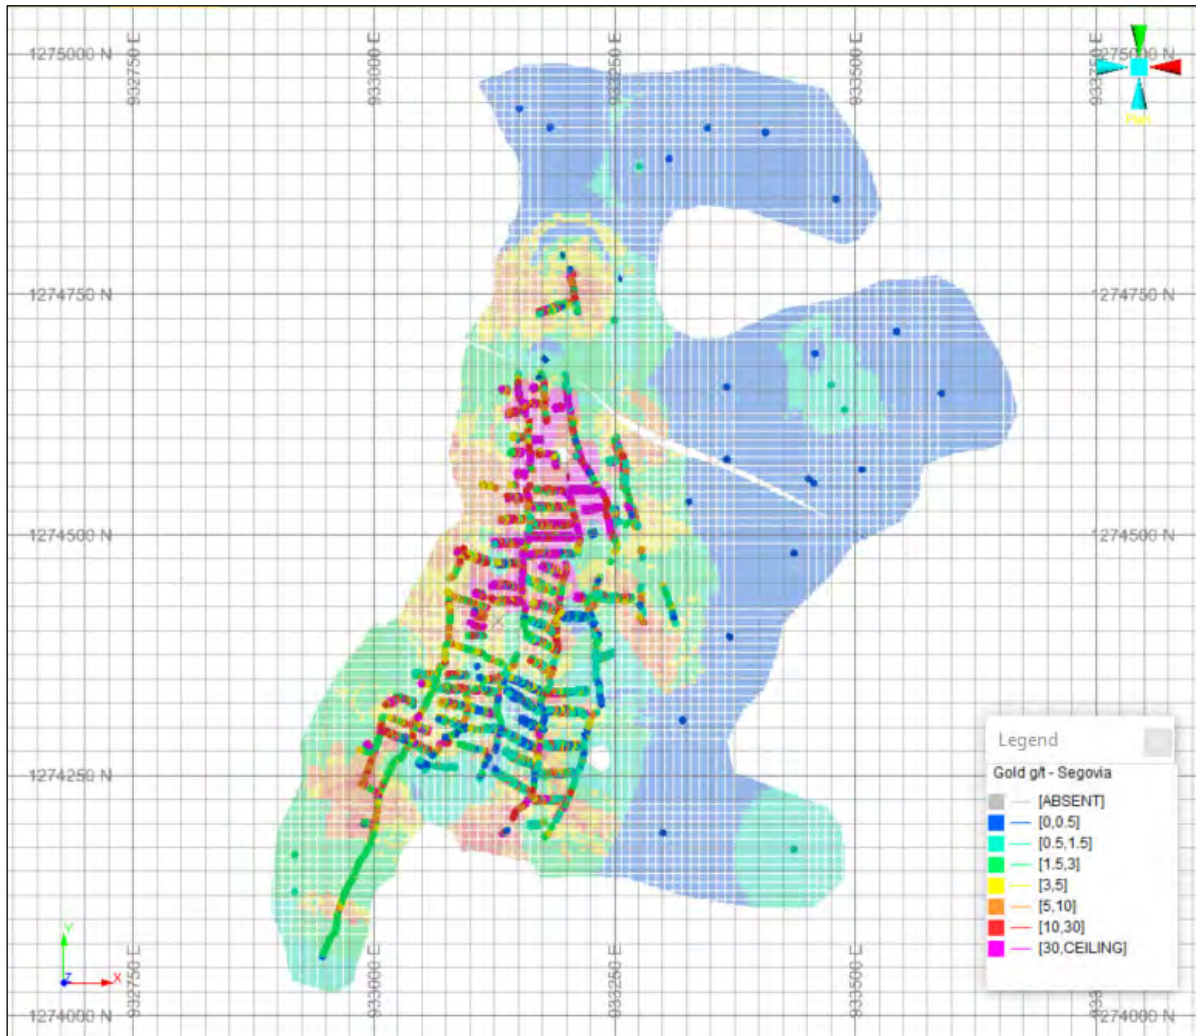 1275000 N
932750 E
933000 E
933250 E
933500 E
1275000 N
Plan
1274750 N
1274750 N
1274500 N
1274500 N
Legend
Gold g/t - Segovia
[ABSENT]
[0,0.5]
[0.5,1.5]
[1.5,3]
[3,5]
[5,10]
[10,30]
[30,CEILING]
1274250 N
Y
Z
X
932750 E
933000 E
933250 E
933500 E
1274000 N
1274000 N